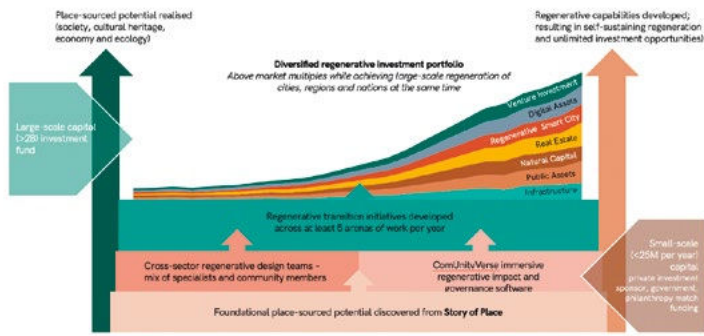 Place-sourced potential realised
(society, cultural heritage,
economy and ecology)
Regenerative capabilities developed;
resulting in self-sustaining regeneration
and unlimited investment opportunities)
Diversified regenerative investment portfolio
Above market multiples while achieving large-scale regeneration of
cities, regions and nations at the same time
Large-scale capital
(>2B) investment
fund
Venture Investment
Digital Assets
Regenerative Smart City
Real Estate
Natural Capital
Public Assets
Infrastructure
Regenerative transition initiatives developed
across at least 5 arenas of work per year
Cross-sector regenerative design teams –
mix of specialists and community members
ComUnityVerse immersive
regenerative impact and
governance software
Small-scale
(<25M per year)
capital
private investment
sponsor, government,
philanthropy match
funding
Foundational place-sourced potential discovered from Story of Place